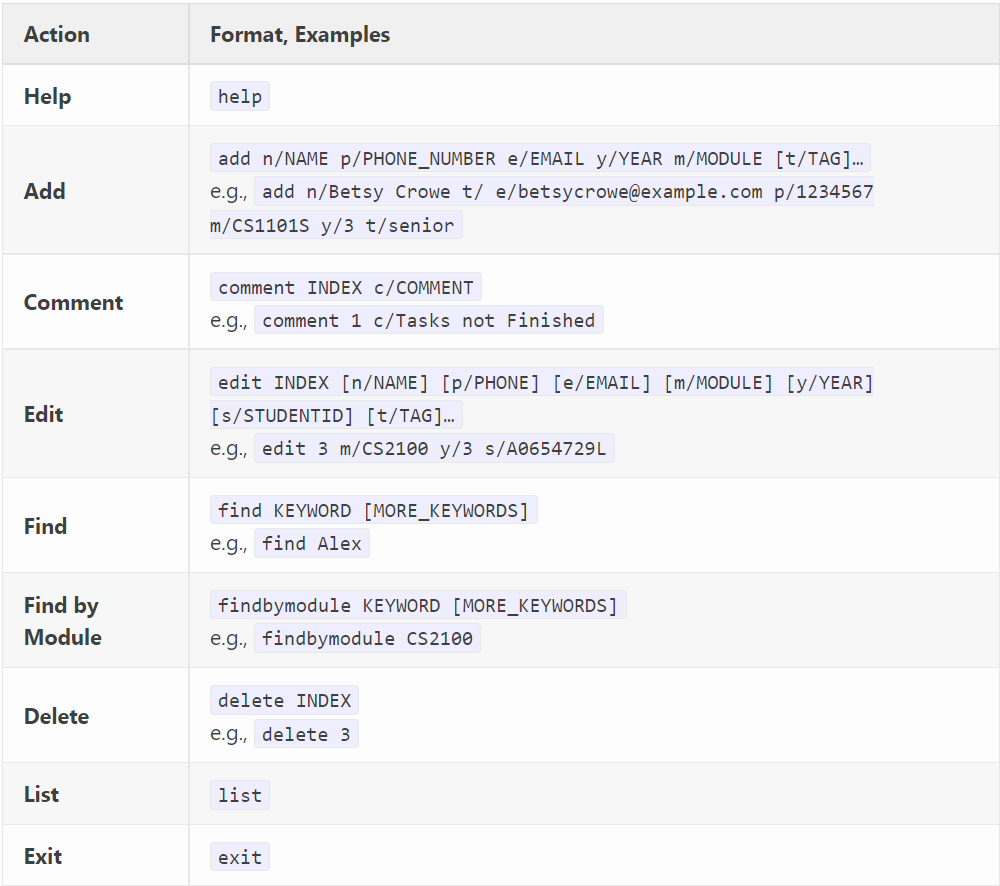 Action Format, Examples
Help help
add n/NAME p/PHONE_NUMBER e/EMAIL y/YEAR m/MODULE [t/TAG]…
Add e.g., add n/Betsy Crowe t/ e/betsycrowe@example.com p/1234567
m/CS1101S y/3 t/senior
comment INDEX c/COMMENT
Comment
e.g., comment 1 c/Tasks not Finished
edit INDEX [n/NAME] [p/PHONE] [e/EMAIL] [m/MODULE] [y/YEAR]
Edit [s/STUDENTID] [t/TAG]…
e.g., edit 3 m/CS2100 y/3 s/A0654729L
find KEYWORD [MORE_KEYWORDS]
Find
e.g., find Alex
Find by findbymodule KEYWORD [MORE_KEYWORDS]
Module e.g., findbymodule CS2100
delete INDEX
Delete
e.g., delete 3
List list
Exit exit